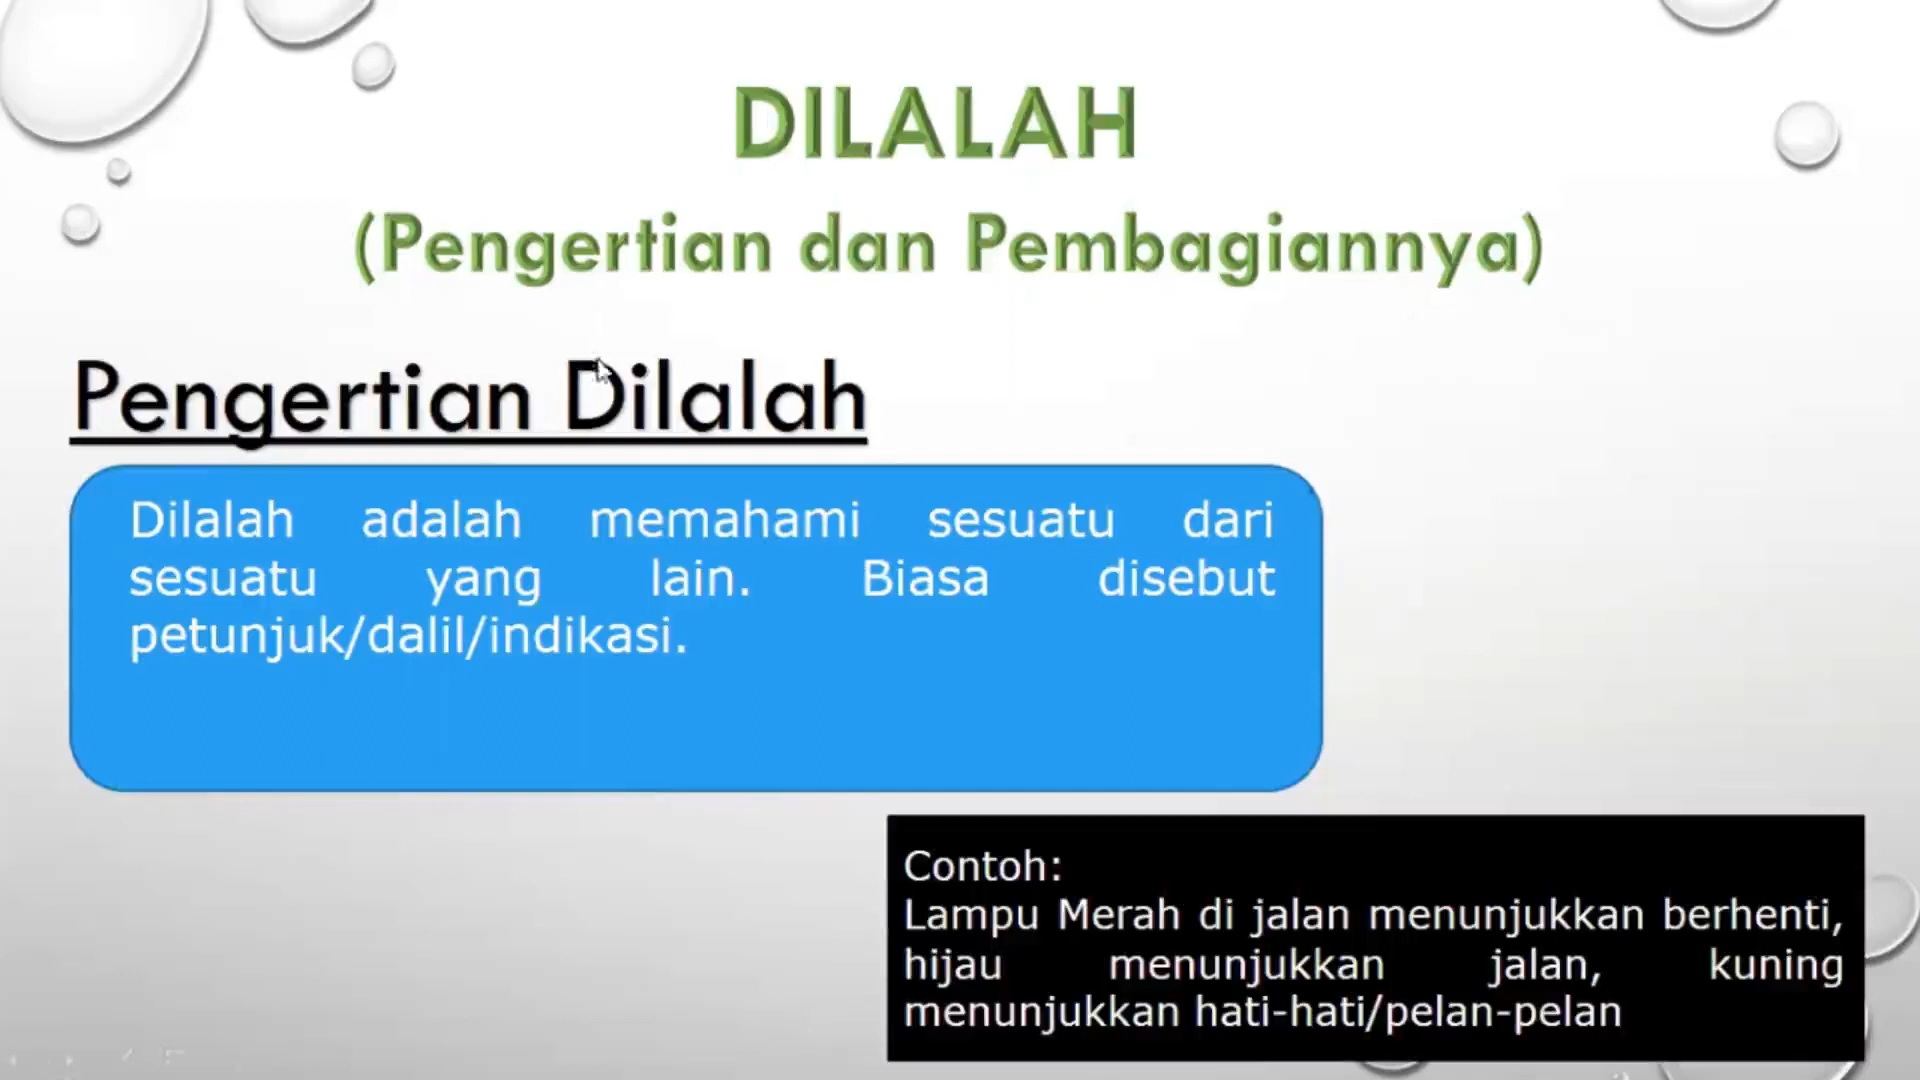 DILALAH
(Pengertian dan Pembagiannya)
Pengertian Dilalah
Dilalah adalah memahami sesuatu dari
sesuatu yang lain. Biasa disebut
petunjuk/dalil/indikasi.
Contoh:
Lampu Merah di jalan menunjukkan berhenti,
hijau menunjukkan jalan, kuning
menunjukkan hati-hati/pelan-pelan